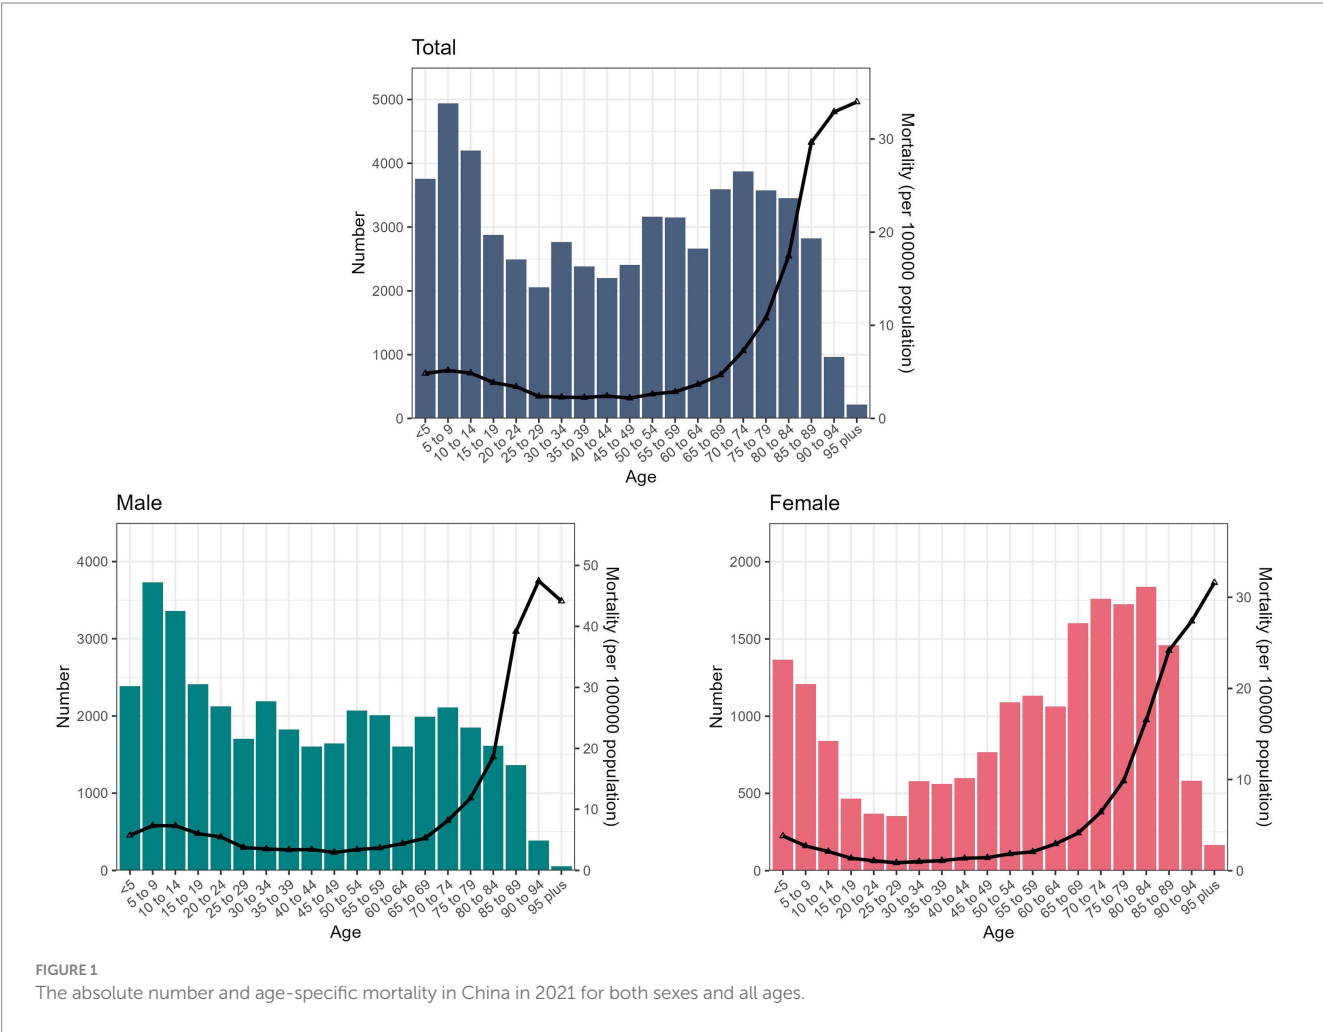 Total
5000
4000
3000
2000
1000
0
Number
30
20
10
0
Mortality (per 100000 population)
<5
5 to 9
10 to 14
15 to 19
20 to 24
25 to 29
30 to 34
35 to 39
40 to 44
45 to 49
50 to 54
55 to 59
60 to 64
65 to 69
70 to 74
75 to 79
80 to 84
85 to 89
90 to 94
95 plus
Age
Male
4000
3000
2000
1000
0
Number
50
40
30
20
10
0
Mortality (per 100000 population)
<5
5 to 9
10 to 14
15 to 19
20 to 24
25 to 29
30 to 34
35 to 39
40 to 44
45 to 49
50 to 54
55 to 59
60 to 64
65 to 69
70 to 74
75 to 79
80 to 84
85 to 89
90 to 94
95 plus
Age
Female
2000
1500
1000
500
0
Number
30
20
10
0
Mortality (per 100000 population)
<5
5 to 9
10 to 14
15 to 19
20 to 24
25 to 29
30 to 34
35 to 39
40 to 44
45 to 49
50 to 54
55 to 59
60 to 64
65 to 69
70 to 74
75 to 79
80 to 84
85 to 89
90 to 94
95 plus
Age
FIGURE 1
The absolute number and age-specific mortality in China in 2021 for both sexes and all ages.